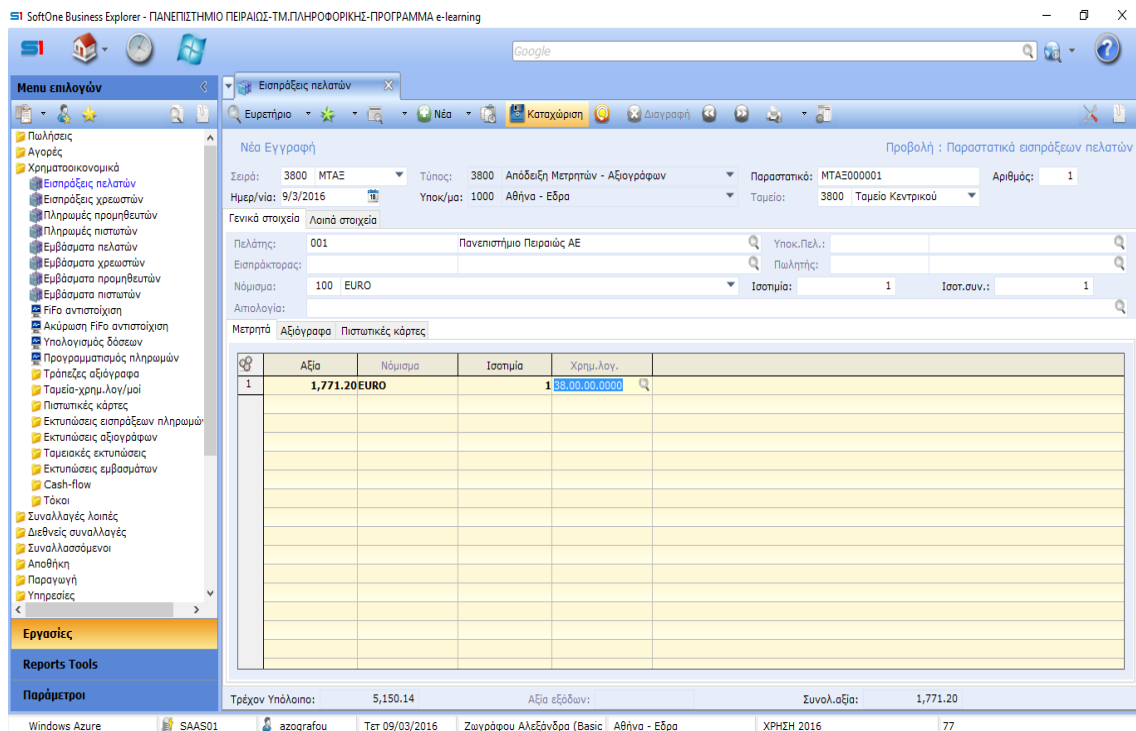 S1 SoftOne Business Explorer - ΠΑΝΕΠΙΣΤΗΜΙΟ ΠΕΙΡΑΙΩΣ-ΤΜ.ΠΛΗΡΟΦΟΡΙΚΗΣ-ΠΡΟΓΡΑΜΜΑ e-learning
S1 Google
Menu επιλογών
Εισπράξεις πελατών
Ευρετήριο Νέα Καταχώριση Διαγραφή
Πωλήσεις
Αγορές
Χρηματοοικονομικά
Εισπράξεις πελατών
Εισπράξεις χρεωστών
Πληρωμές προμηθευτών
Πληρωμές πιστωτών
Εμβάσματα πελατών
Εμβάσματα χρεωστών
Εμβάσματα προμηθευτών
Εμβάσματα πιστωτών
FiFo αντιστοίχιση
Ακύρωση FiFo αντιστοίχιση
Υπολογισμός δόσεων
Προγραμματισμός πληρωμών
Τράπεζες αξιόγραφα
Ταμεία-χρημ.λογ/μοί
Πιστωτικές κάρτες
Εκτυπώσεις εισπράξεων πληρωμώ
Εκτυπώσεις αξιογράφων
Ταμειακές εκτυπώσεις
Εκτυπώσεις εμβασμάτων
Cash-flow
Τόκοι
Συναλλαγές λοιπές
Διεθνείς συναλλαγές
Συναλλασσόμενοι
Αποθήκη
Παραγωγή
Υπηρεσίες
Εργασίες
Reports Tools
Παράμετροι
Νέα Εγγραφή Προβολή : Παραστατικά εισπράξεων πελατών
Σειρά: 3800 ΜΤΑΞ Τύπος: 3800 Απόδειξη Μετρητών - Αξιογράφων Παραστατικό: ΜΤΑΞ000001 Αριθμός: 1
Ημερ/νία: 9/3/2016 Υποκ/μα: 1000 Αθήνα - Εδρα Ταμείο: 3800 Ταμείο Κεντρικού
Γενικά στοιχεία Λοιπά στοιχεία
Πελάτης: 001 Πανεπιστήμιο Πειραιώς ΑΕ Υποκ.Πελ.:
Εισπράκτορας: Πωλητής:
Νόμισμα: 100 EURO Ισοτιμία: 1 Ισοτ.συν.: 1
Αιτιολογία:
Μετρητά Αξιόγραφα Πιστωτικές κάρτες
Αξία Νόμισμα Ισοτιμία Χρημ.λογ.
1 1,771.20 EURO 1 38.00.00.0000
Τρέχον Υπόλοιπο: 5,150.14 Αξία εξόδων: Συνολ.αξία: 1,771.20
Windows Azure SAAS01 azografou Τετ 09/03/2016 Ζωγράφου Αλεξάνδρα (Basic Αθήνα - Εδρα ΧΡΗΣΗ 2016 77